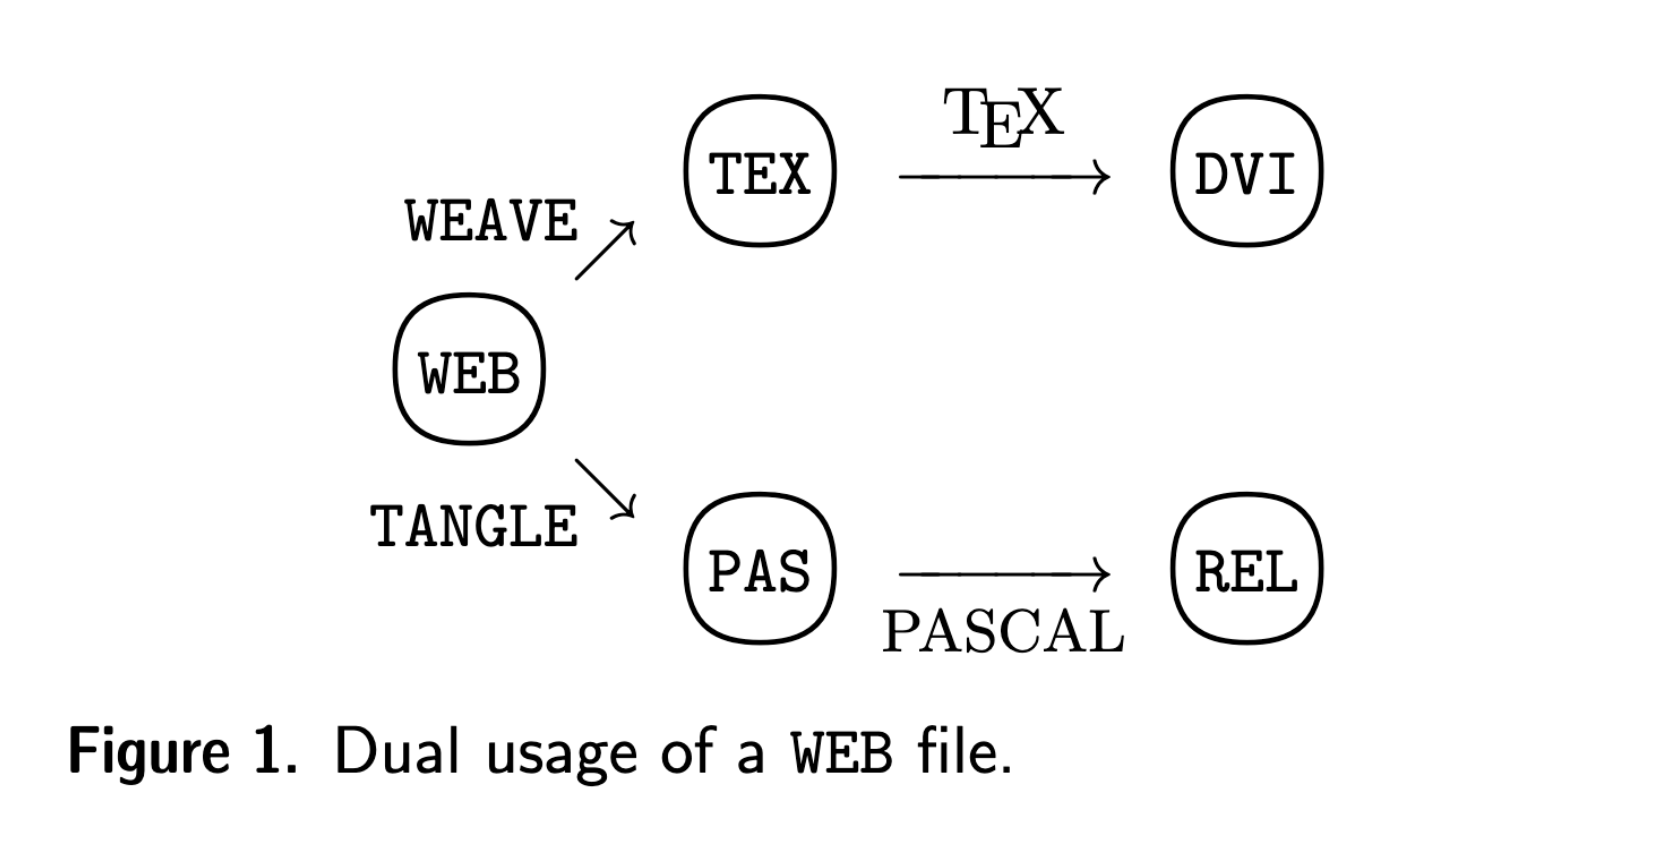 TEX
TEX
DVI
WEAVE
WEB
TANGLE
PAS
PASCAL
REL
Figure 1. Dual usage of a WEB file.